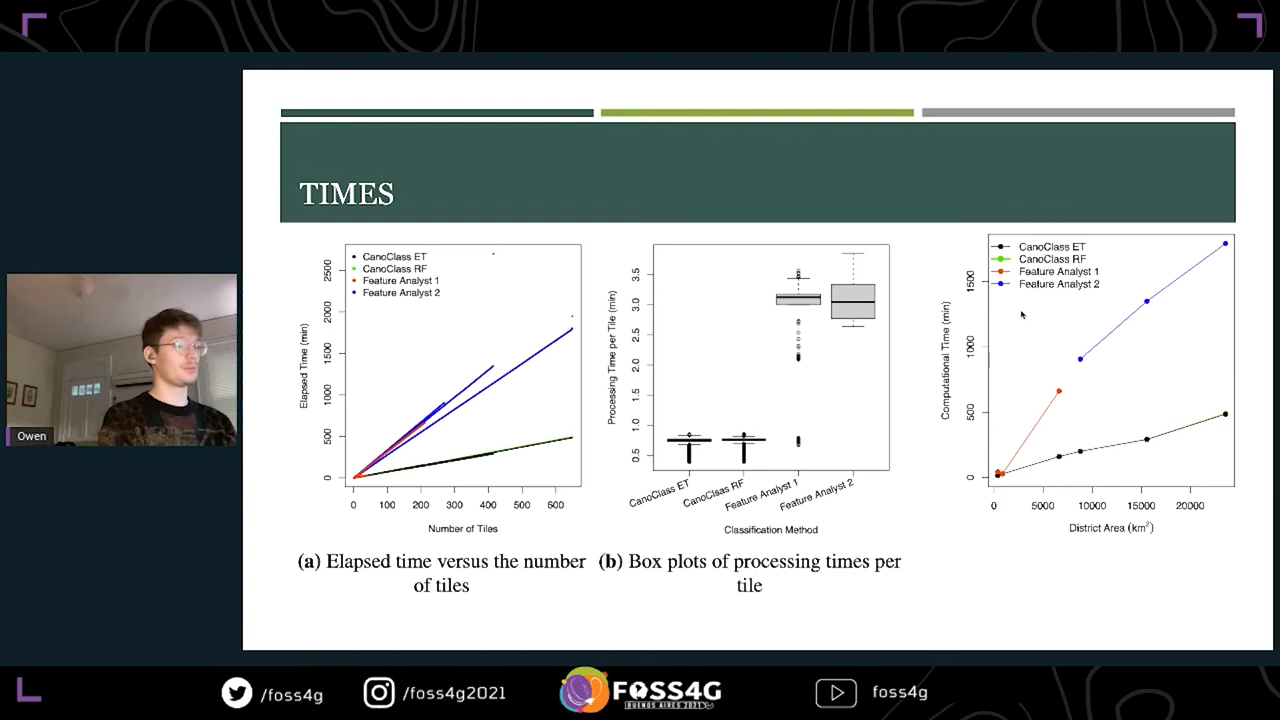 TIMES
CanoClass ET
CanoClass RF
Feature Analyst 1
Feature Analyst 2
2500
2000
1500
1000
500
0
Elapsed Time (min)
0 100 200 300 400 500 600
Number of Tiles
3.5
3.0
2.5
2.0
1.5
1.0
0.5
Processing Time per Tile (min)
CanoClass ET
CanoClsas RF
Feature Analyst 1
Feature Analyst 2
Classification Method
CanoClass ET
CanoClass RF
Feature Analyst 1
Feature Analyst 2
1500
1000
500
0
Computational Time (min)
0 5000 10000 15000 20000
District Area (km²)
(a) Elapsed time versus the number
of tiles
(b) Box plots of processing times per
tile
Owen
/foss4g
/foss4g2021
FOSS4G
BUENOS AIRES 2021
foss4g